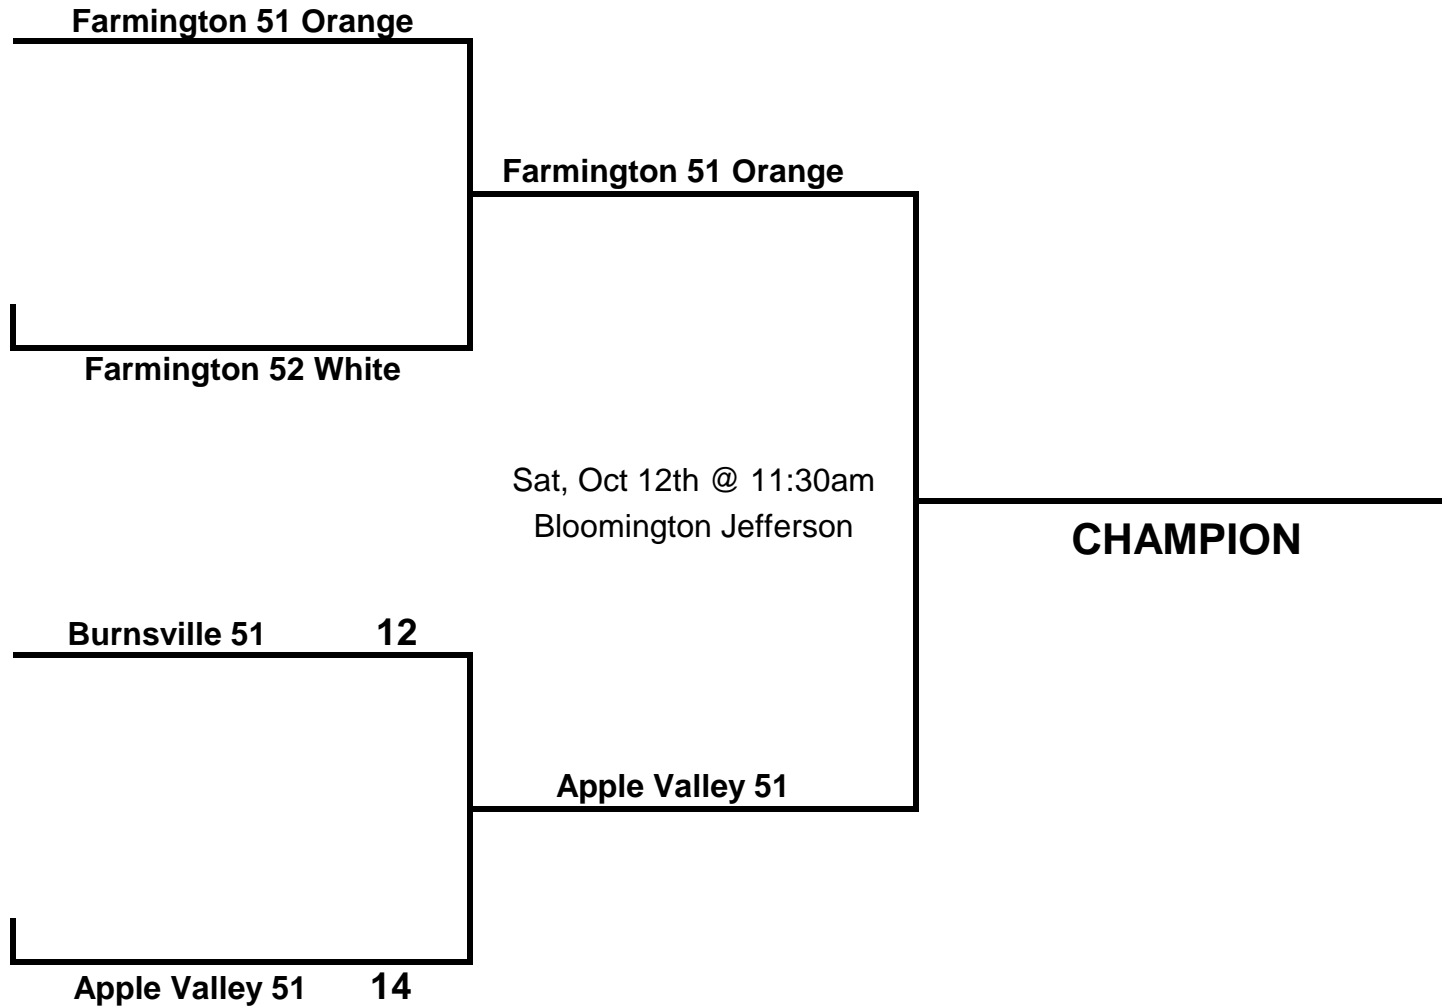 Farmington 51 Orange
Farmington 51 Orange
Farmington 52 White
Sat, Oct 12th @ 11:30am
Bloomington Jefferson
CHAMPION
Burnsville 51 12
Apple Valley 51
Apple Valley 51 14